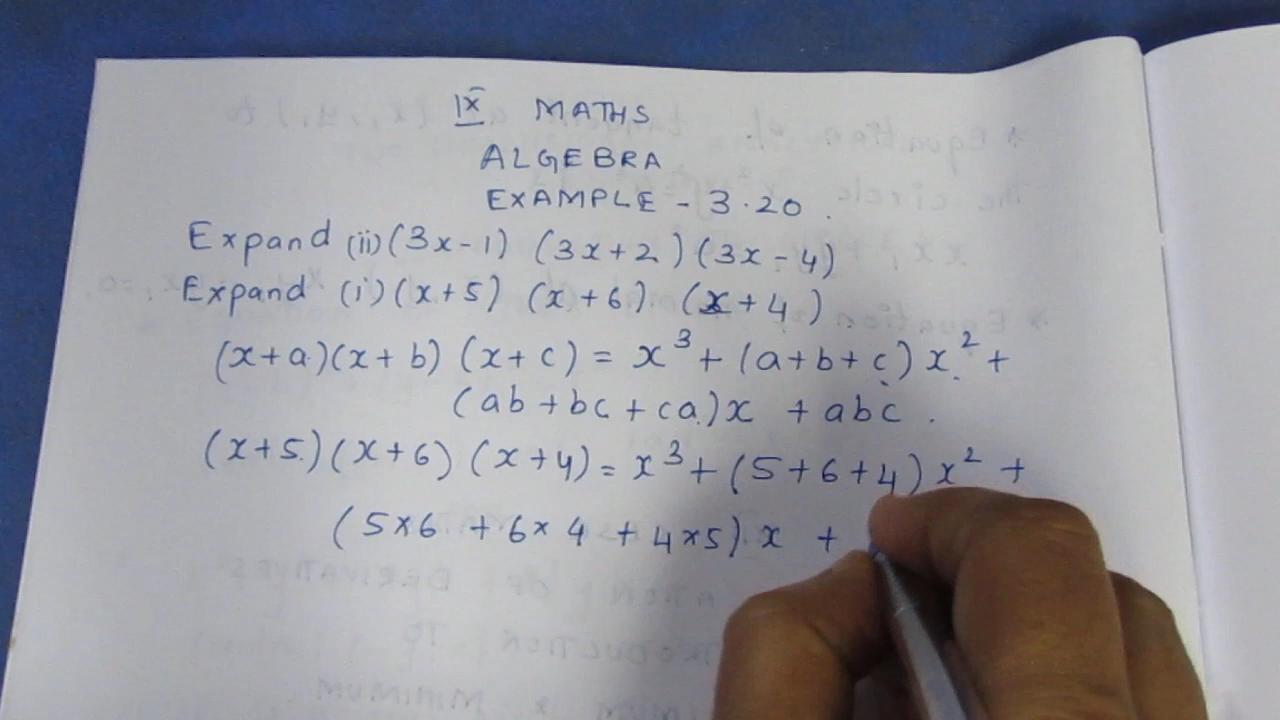 IX MATHS
ALGEBRA
EXAMPLE - 3.20.
Expand (ii) (3x-1) (3x+2) (3x-4)
Expand (i) (x+5) (x+6) (x+4)
(x+a)(x+b) (x+c) = x³ + (a+b+c) x² +
(ab+bc+ca)x + abc.
(x+5)(x+6) (x+4) = x³ + (5+6+4) x² +
(5×6 + 6×4 + 4×5) x +